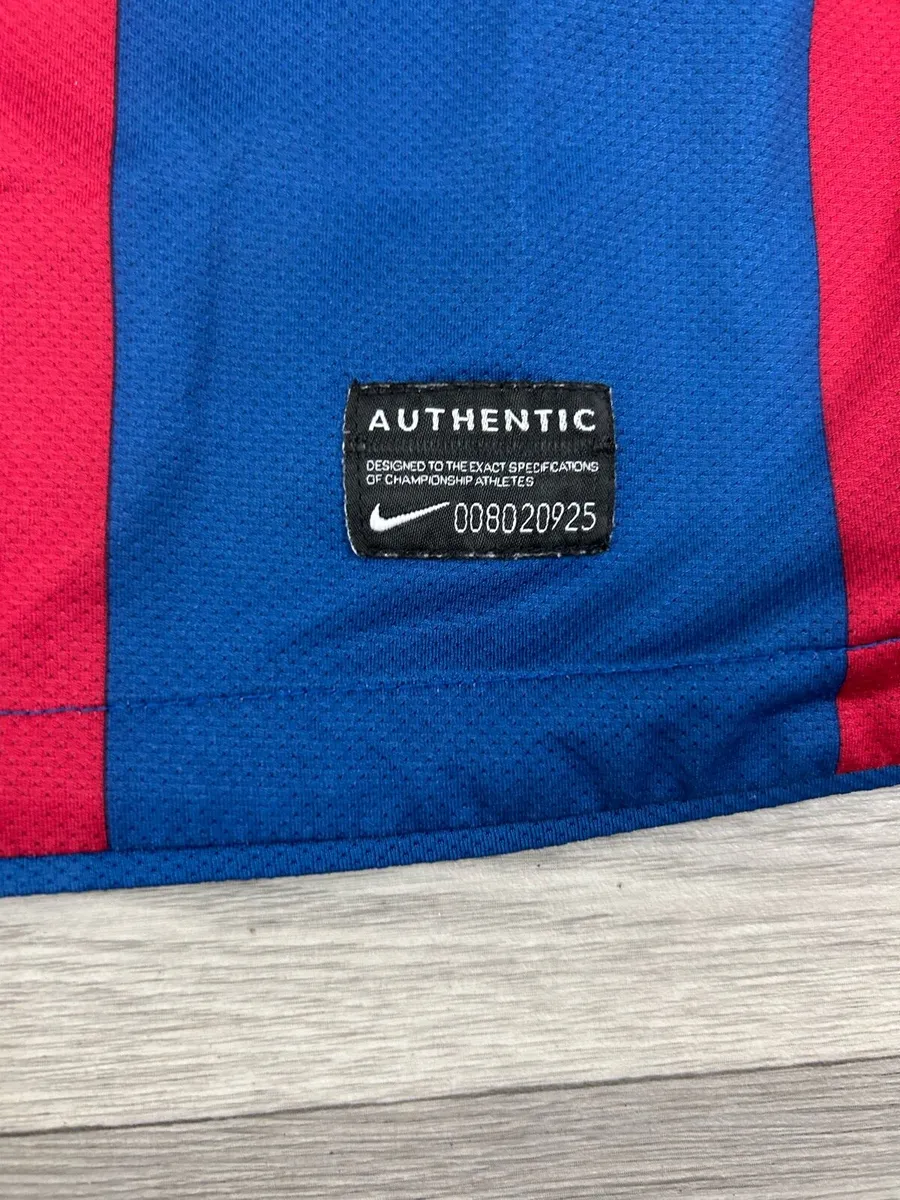 AUTHENTIC
DESIGNED TO THE EXACT SPECIFICATIONS
OF CHAMPIONSHIP ATHLETES
008020925